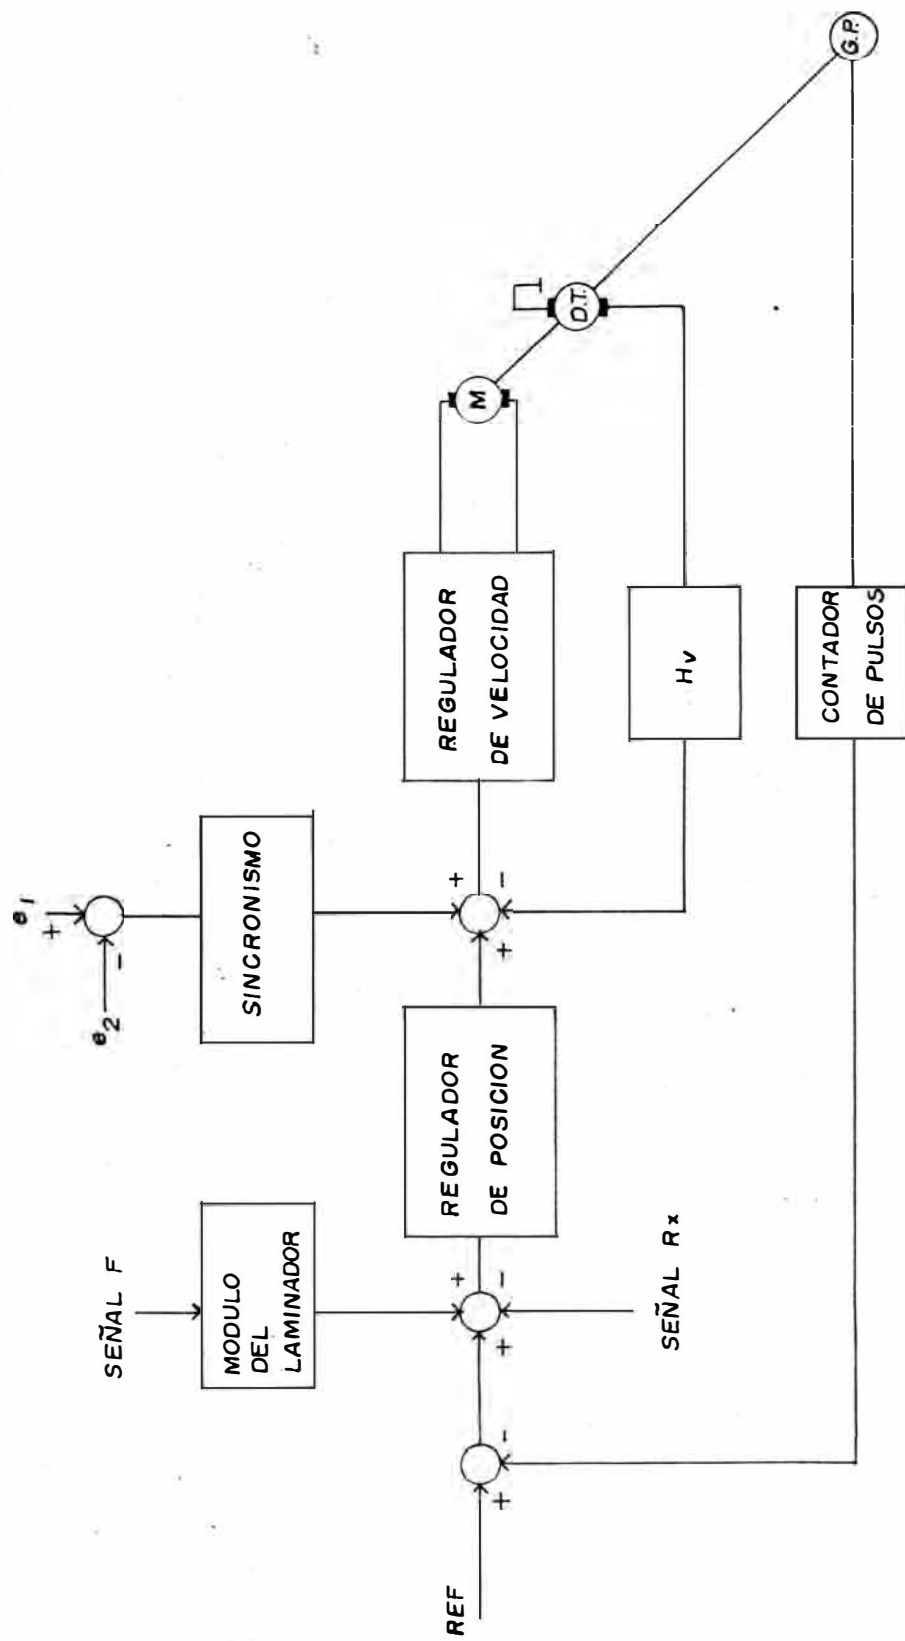 e1
+
e2
-
SINCRONISMO
SEÑAL F
MODULO
DEL
LAMINADOR
REF
+
-
+
+
-
SEÑAL Rx
REGULADOR
DE POSICION
+
+
-
REGULADOR
DE VELOCIDAD
M
D.T.
G.P.
Hv
CONTADOR
DE PULSOS